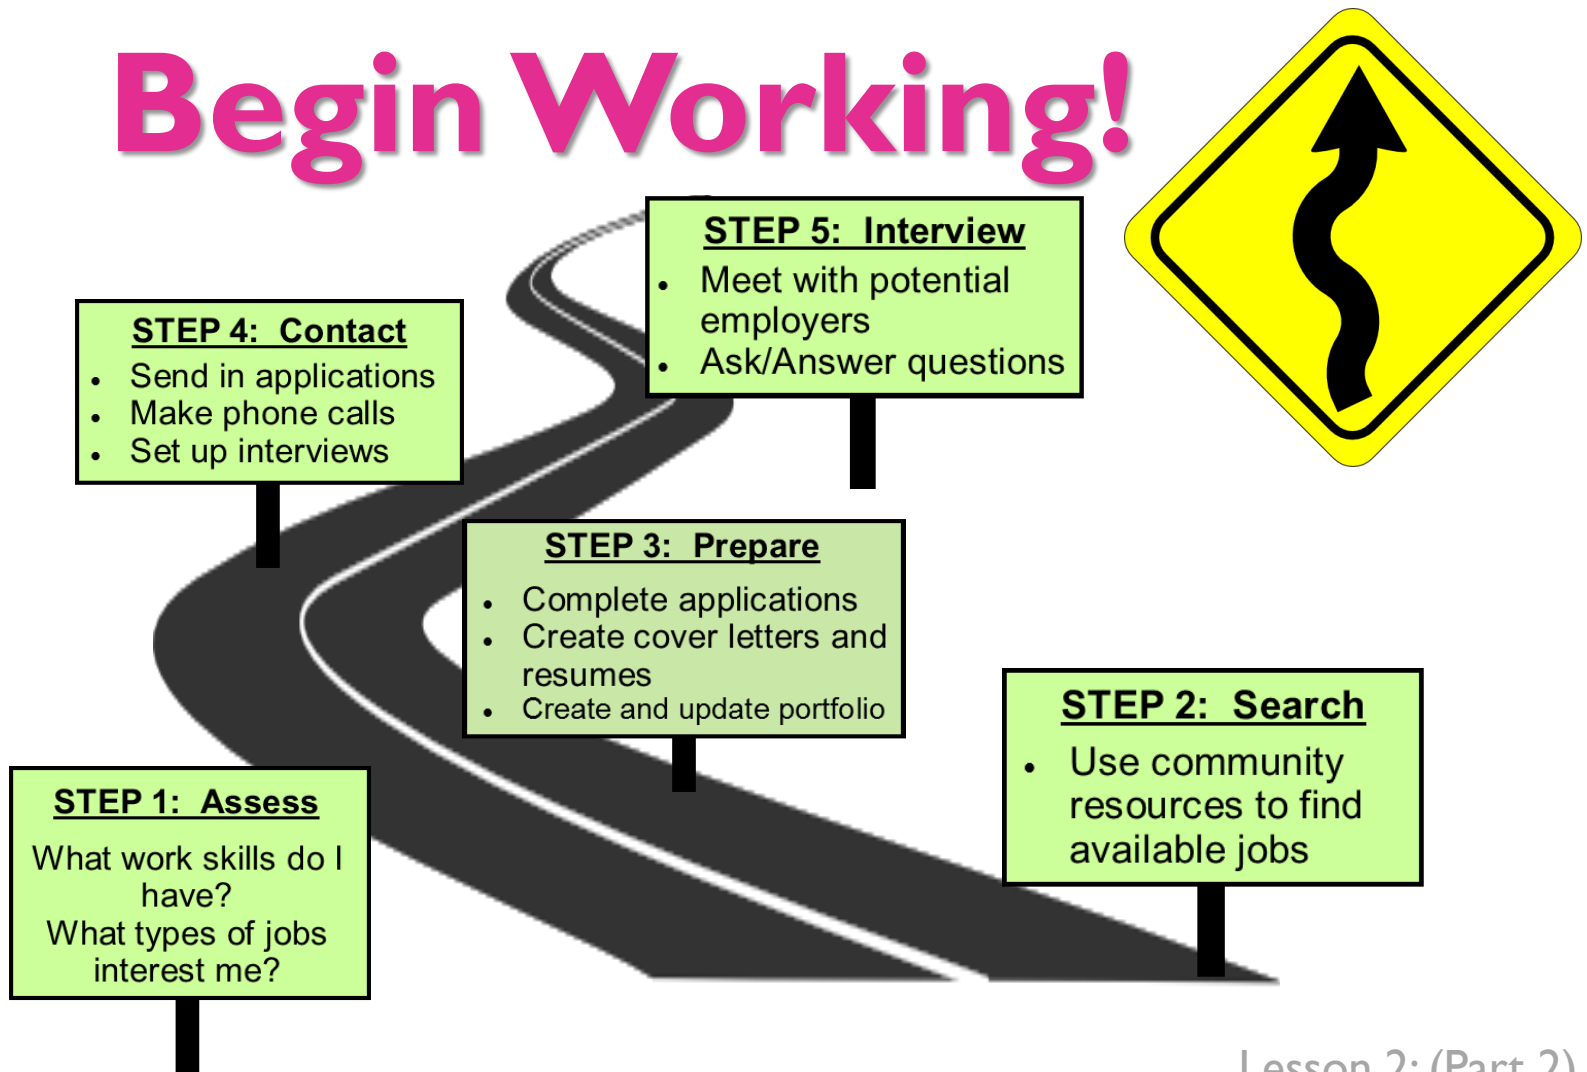 Begin Working!
STEP 5: Interview
• Meet with potential
employers
• Ask/Answer questions
STEP 4: Contact
• Send in applications
• Make phone calls
• Set up interviews
STEP 3: Prepare
• Complete applications
• Create cover letters and
resumes
• Create and update portfolio
STEP 2: Search
• Use community
resources to find
available jobs
STEP 1: Assess
What work skills do I
have?
What types of jobs
interest me?
Lesson 2: (Part 2)